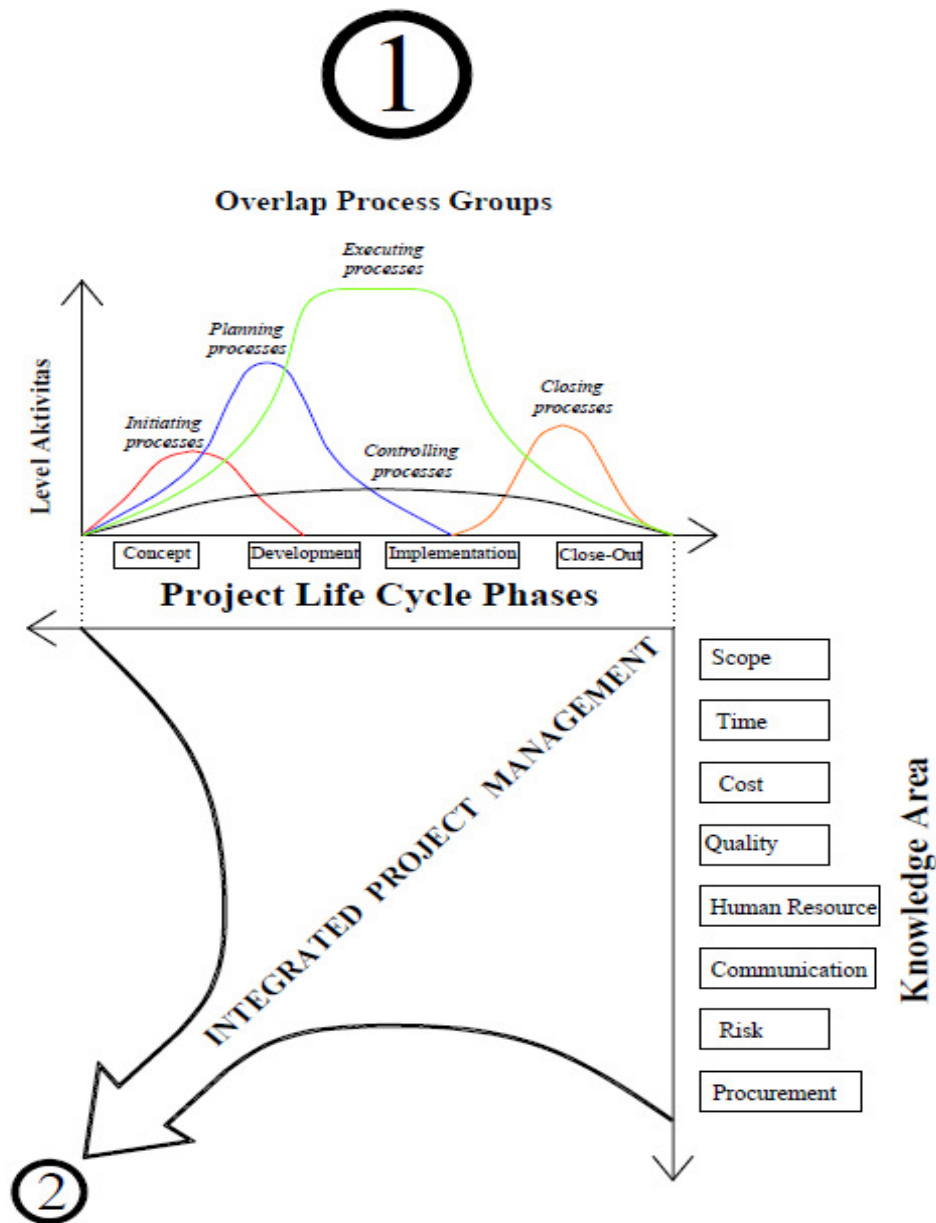 1
Overlap Process Groups
Executing
processes
Planning
processes
Closing
processes
Initiating
processes
Controlling
processes
Level Aktivitas
Concept
Development
Implementation
Close-Out
Project Life Cycle Phases
INTEGRATED PROJECT MANAGEMENT
Scope
Time
Cost
Quality
Human Resource
Communication
Risk
Procurement
Knowledge Area
2